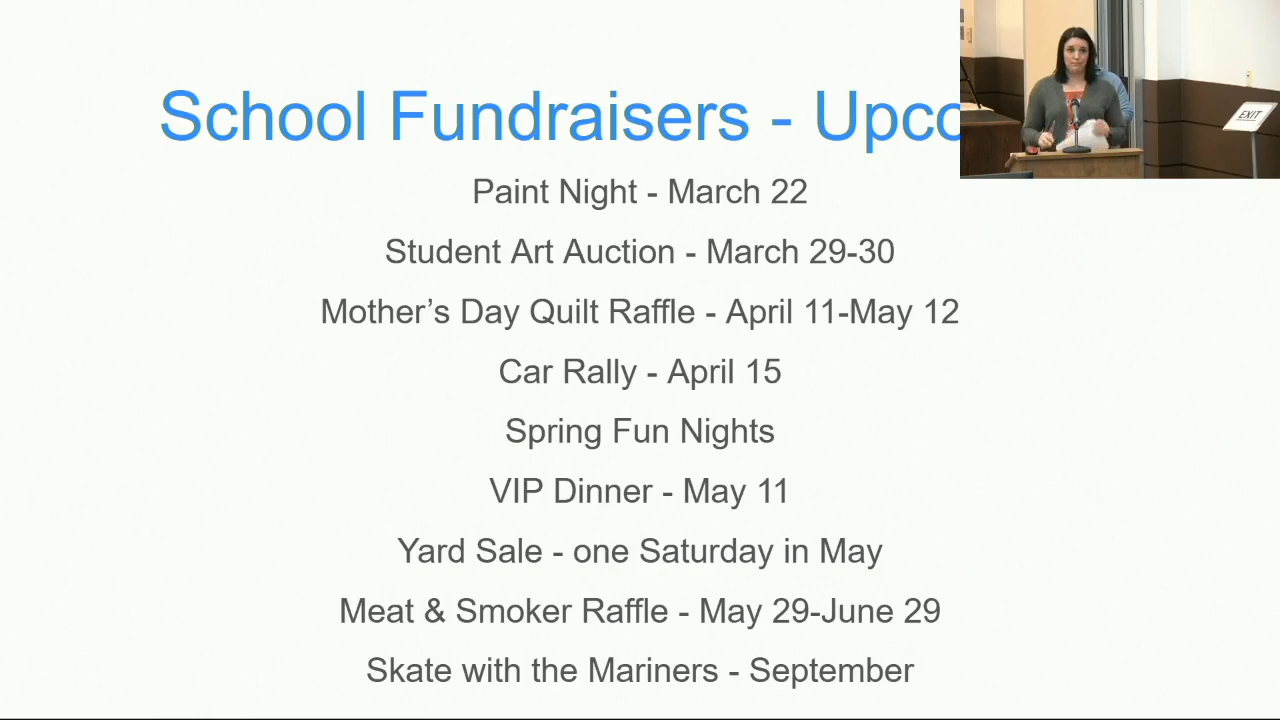 School Fundraisers - Upco
EXIT
Paint Night - March 22
Student Art Auction - March 29-30
Mother’s Day Quilt Raffle - April 11-May 12
Car Rally - April 15
Spring Fun Nights
VIP Dinner - May 11
Yard Sale - one Saturday in May
Meat & Smoker Raffle - May 29-June 29
Skate with the Mariners - September